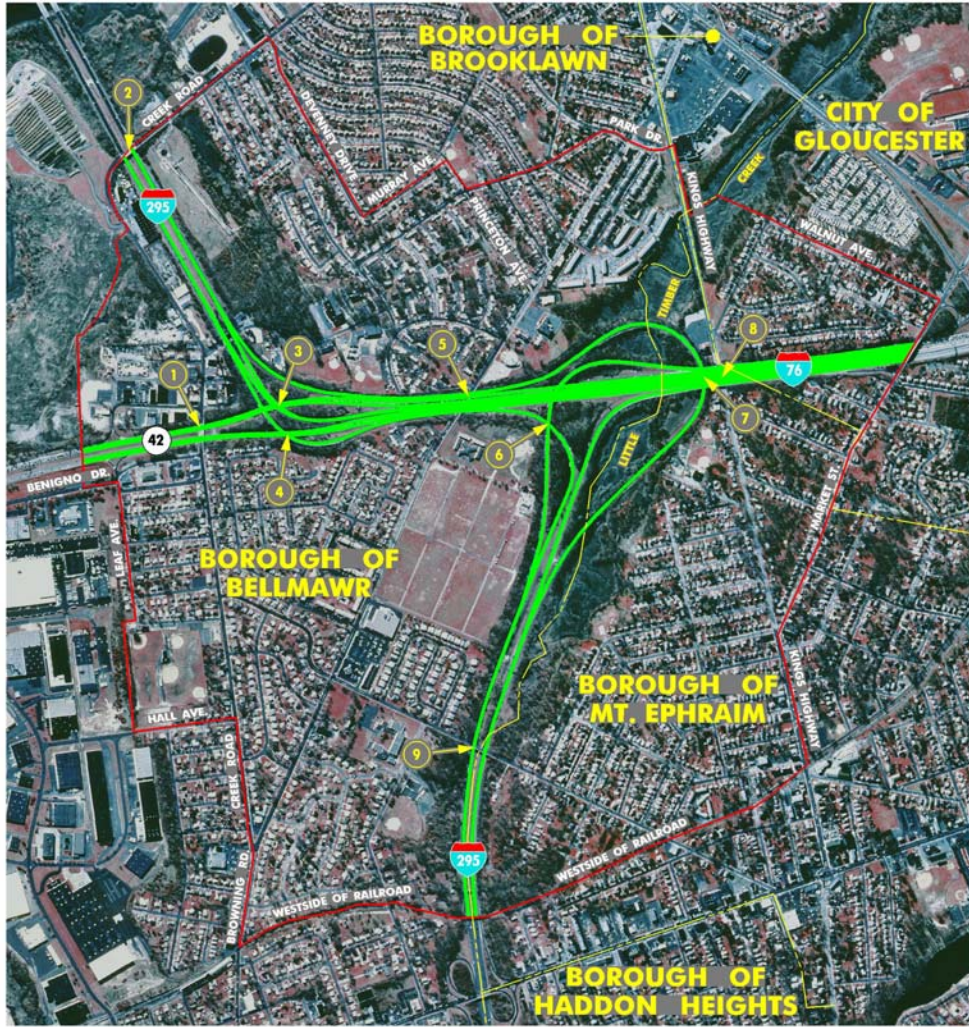 BOROUGH OF
BROOKLAWN
CITY OF
GLOUCESTER
2
CREEK ROAD
DEVENNEY DRIVE
MURRAY AVE.
PARK DR.
PRINCETON AVE.
KINGS HIGHWAY
CREEK
TIMBER
LITTLE
WALNUT AVE.
295
1
3
5
8
76
7
42
4
6
BENIGNO DR.
LEAF AVE.
BOROUGH OF
BELLMAWR
MARKET ST.
BOROUGH OF
MT. EPHRAIM
KINGS HIGHWAY
HALL AVE.
CREEK ROAD
9
295
BROWNING RD.
WESTSIDE OF RAILROAD
WESTSIDE OF RAILROAD
BOROUGH OF
HADDON HEIGHTS